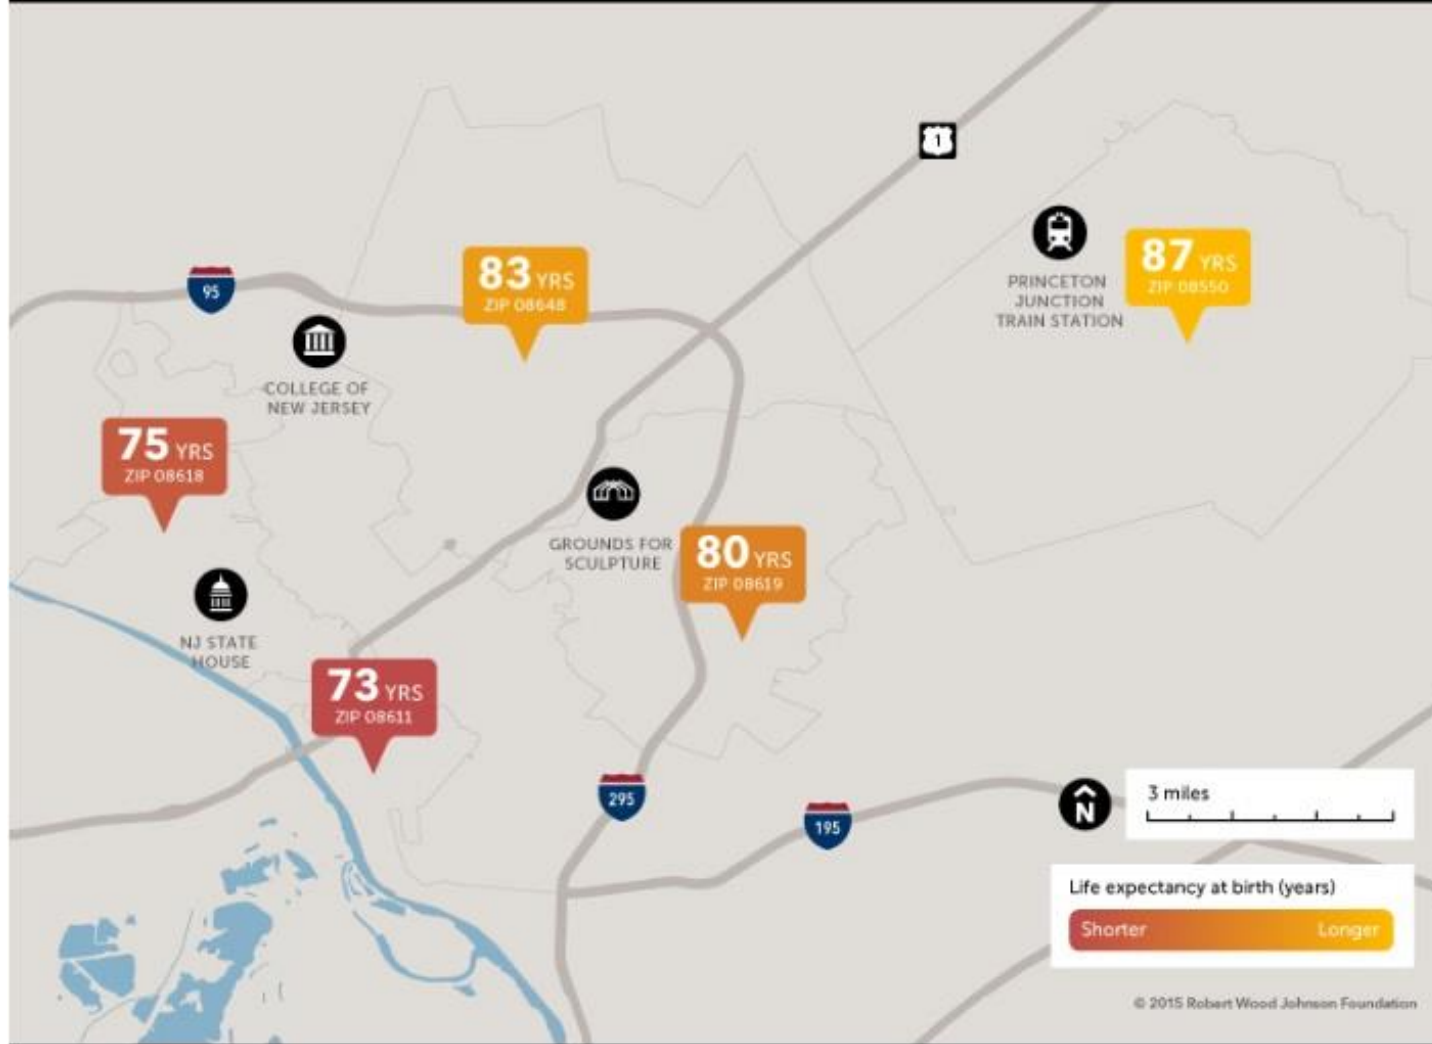 1
87 YRS
ZIP 08550
PRINCETON
JUNCTION
TRAIN STATION
83 YRS
ZIP 08648
95
COLLEGE OF
NEW JERSEY
75 YRS
ZIP 08618
GROUNDS FOR
SCULPTURE
80 YRS
ZIP 08619
NJ STATE
HOUSE
73 YRS
ZIP 08611
295
195
N
3 miles
Life expectancy at birth (years)
Shorter Longer
© 2015 Robert Wood Johnson Foundation